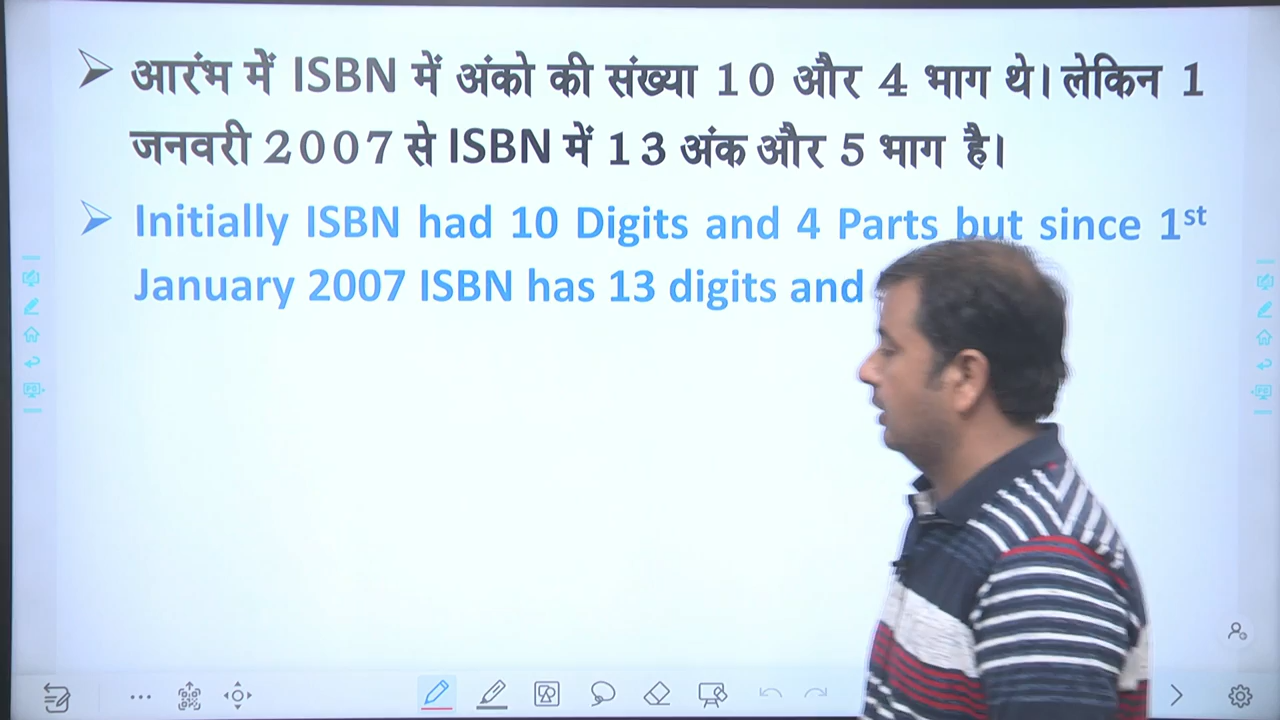 आरंभ में ISBN में अंको की संख्या 10 और 4 भाग थे। लेकिन 1
जनवरी 2007 से ISBN में 13 अंक और 5 भाग है।
Initially ISBN had 10 Digits and 4 Parts but since 1st
January 2007 ISBN has 13 digits and